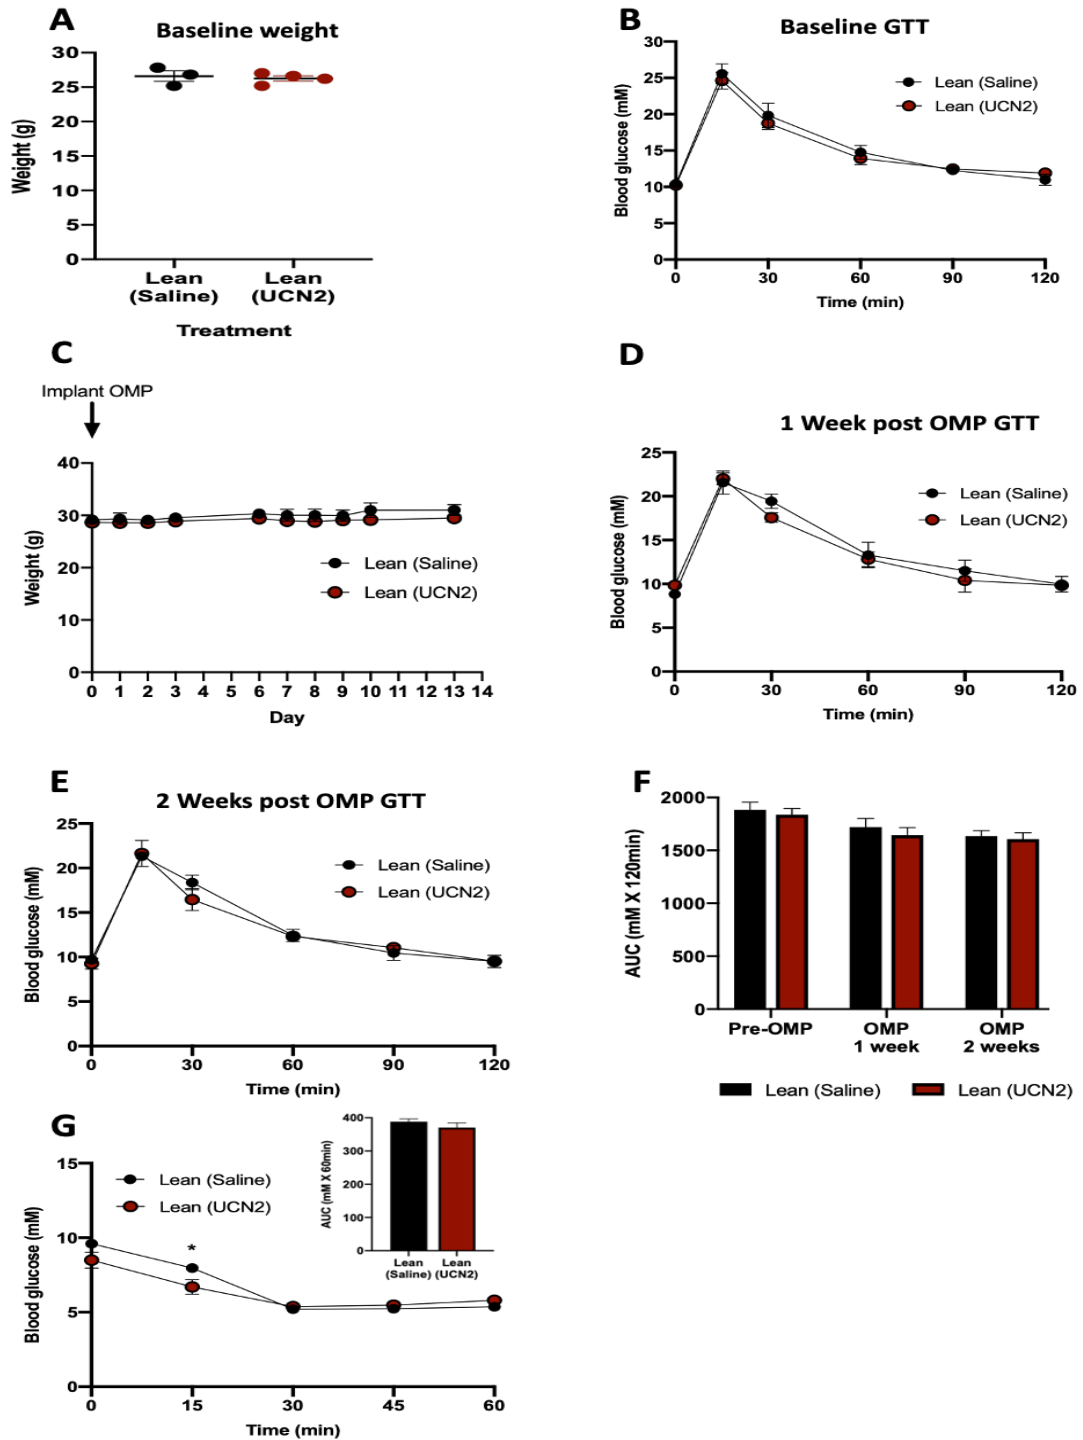 A
Baseline weight
30
25
20
15
10
5
0
Weight (g)
Lean
(Saline)
Lean
(UCN2)
Treatment
B
Baseline GTT
30
25
20
15
10
5
0
Blood glucose (mM)
Lean (Saline)
Lean (UCN2)
0 30 60 90 120
Time (min)
C
Implant OMP
40
30
20
10
0
Weight (g)
Lean (Saline)
Lean (UCN2)
0 1 2 3 4 5 6 7 8 9 10 11 12 13 14
Day
D
1 Week post OMP GTT
25
20
15
10
5
0
Blood glucose (mM)
Lean (Saline)
Lean (UCN2)
0 30 60 90 120
Time (min)
E
2 Weeks post OMP GTT
25
20
15
10
5
0
Blood glucose (mM)
Lean (Saline)
Lean (UCN2)
0 30 60 90 120
Time (min)
F
2000
1500
1000
500
0
AUC (mM X 120min)
Pre-OMP
OMP
1 week
OMP
2 weeks
Lean (Saline) Lean (UCN2)
G
15
10
5
0
Blood glucose (mM)
Lean (Saline)
Lean (UCN2)
*
0 15 30 45 60
Time (min)
400
300
200
100
0
AUC (mM X 60min)
Lean
(Saline)
Lean
(UCN2)